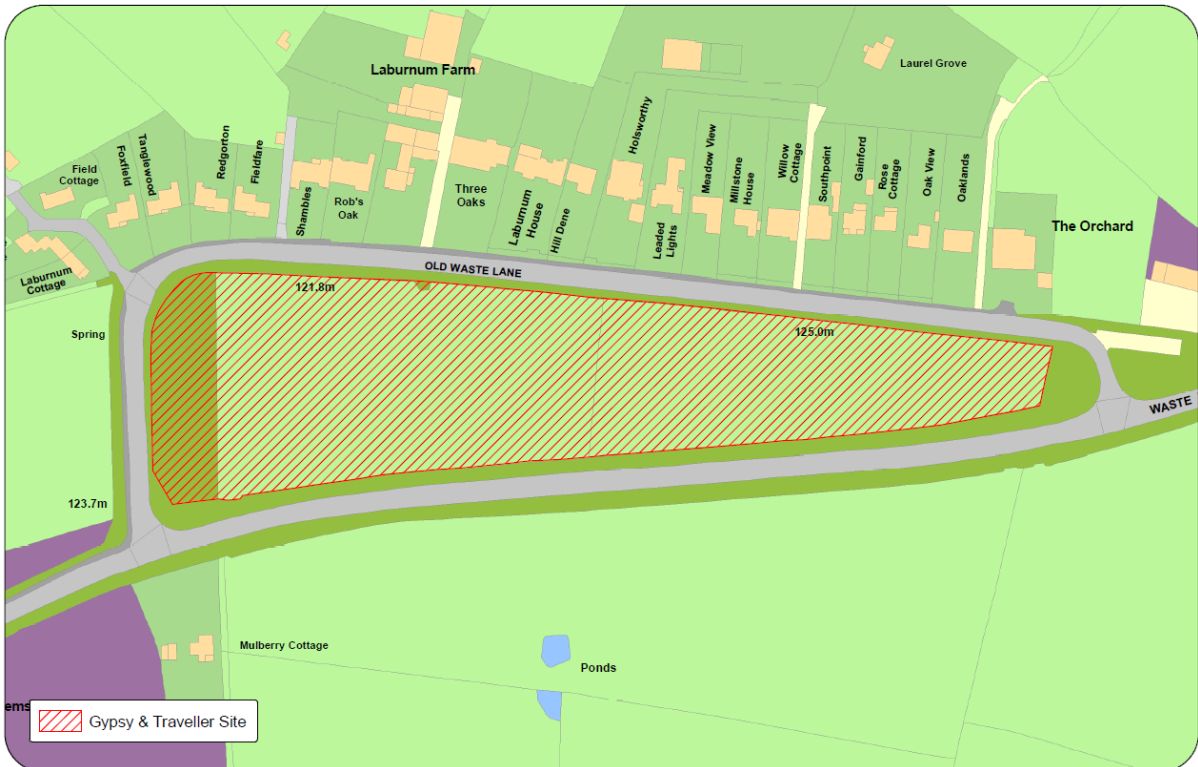 Laburnum Farm
Laurel Grove
Field
Cottage
Foxfield
Tanglewood
Redgorton
Fieldfare
Shambles
Rob's
Oak
Three
Oaks
Laburnum
House
Hill Dene
Holsworthy
Leaded
Lights
Meadow View
Millstone
House
Willow
Cottage
Southpoint
Gainford
Rose
Cottage
Oak View
Oaklands
The Orchard
Laburnum
Cottage
OLD WASTE LANE
121.8m
125.0m
Spring
WASTE
123.7m
Mulberry Cottage
Ponds
ems
Gypsy & Traveller Site